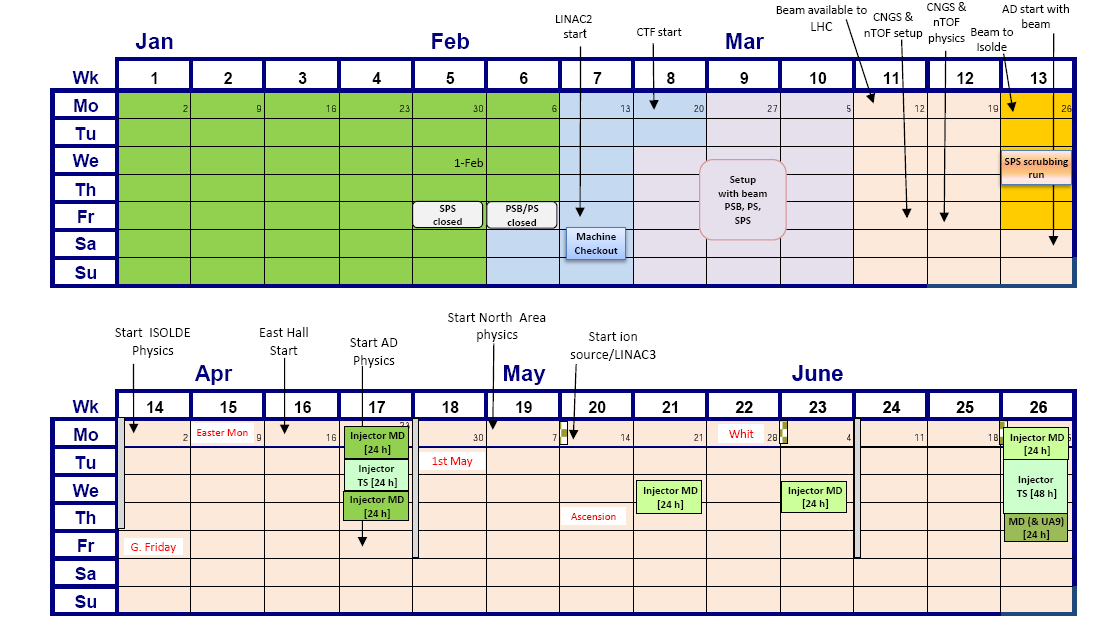 Beam available to
LHC
CNGS &
nTOF setup
CNGS &
nTOF
physics
Beam to
Isolde
AD start with
beam
LINAC2
start
CTF start
Jan Feb Mar
Wk 1 2 3 4 5 6 7 8 9 10 11 12 13
Mo 2 9 16 23 30 6 13 20 27 5 12 19 26
Tu
We 1-Feb
SPS scrubbing
run
Th
Setup
with beam
PSB, PS,
SPS
Fr
SPS
closed
PSB/PS
closed
Sa
Machine
Checkout
Su
Start ISOLDE
Physics
East Hall
Start
Start AD
Physics
Start North Area
physics
Start ion
source/LINAC3
Apr May June
Wk 14 15 16 17 18 19 20 21 22 23 24 25 26
Mo 2 Easter Mon 9 16 30 7 14 21 Whit 28 4 11 18
Injector MD
[24 h]
Injector MD
[24 h]
Tu
Injector
TS [24 h]
1st May
We
Injector MD
[24 h]
Injector MD
[24 h]
Injector MD
[24 h]
Injector
TS [48 h]
Th Ascension
MD (& UA9)
[24 h]
Fr G. Friday
Sa
Su